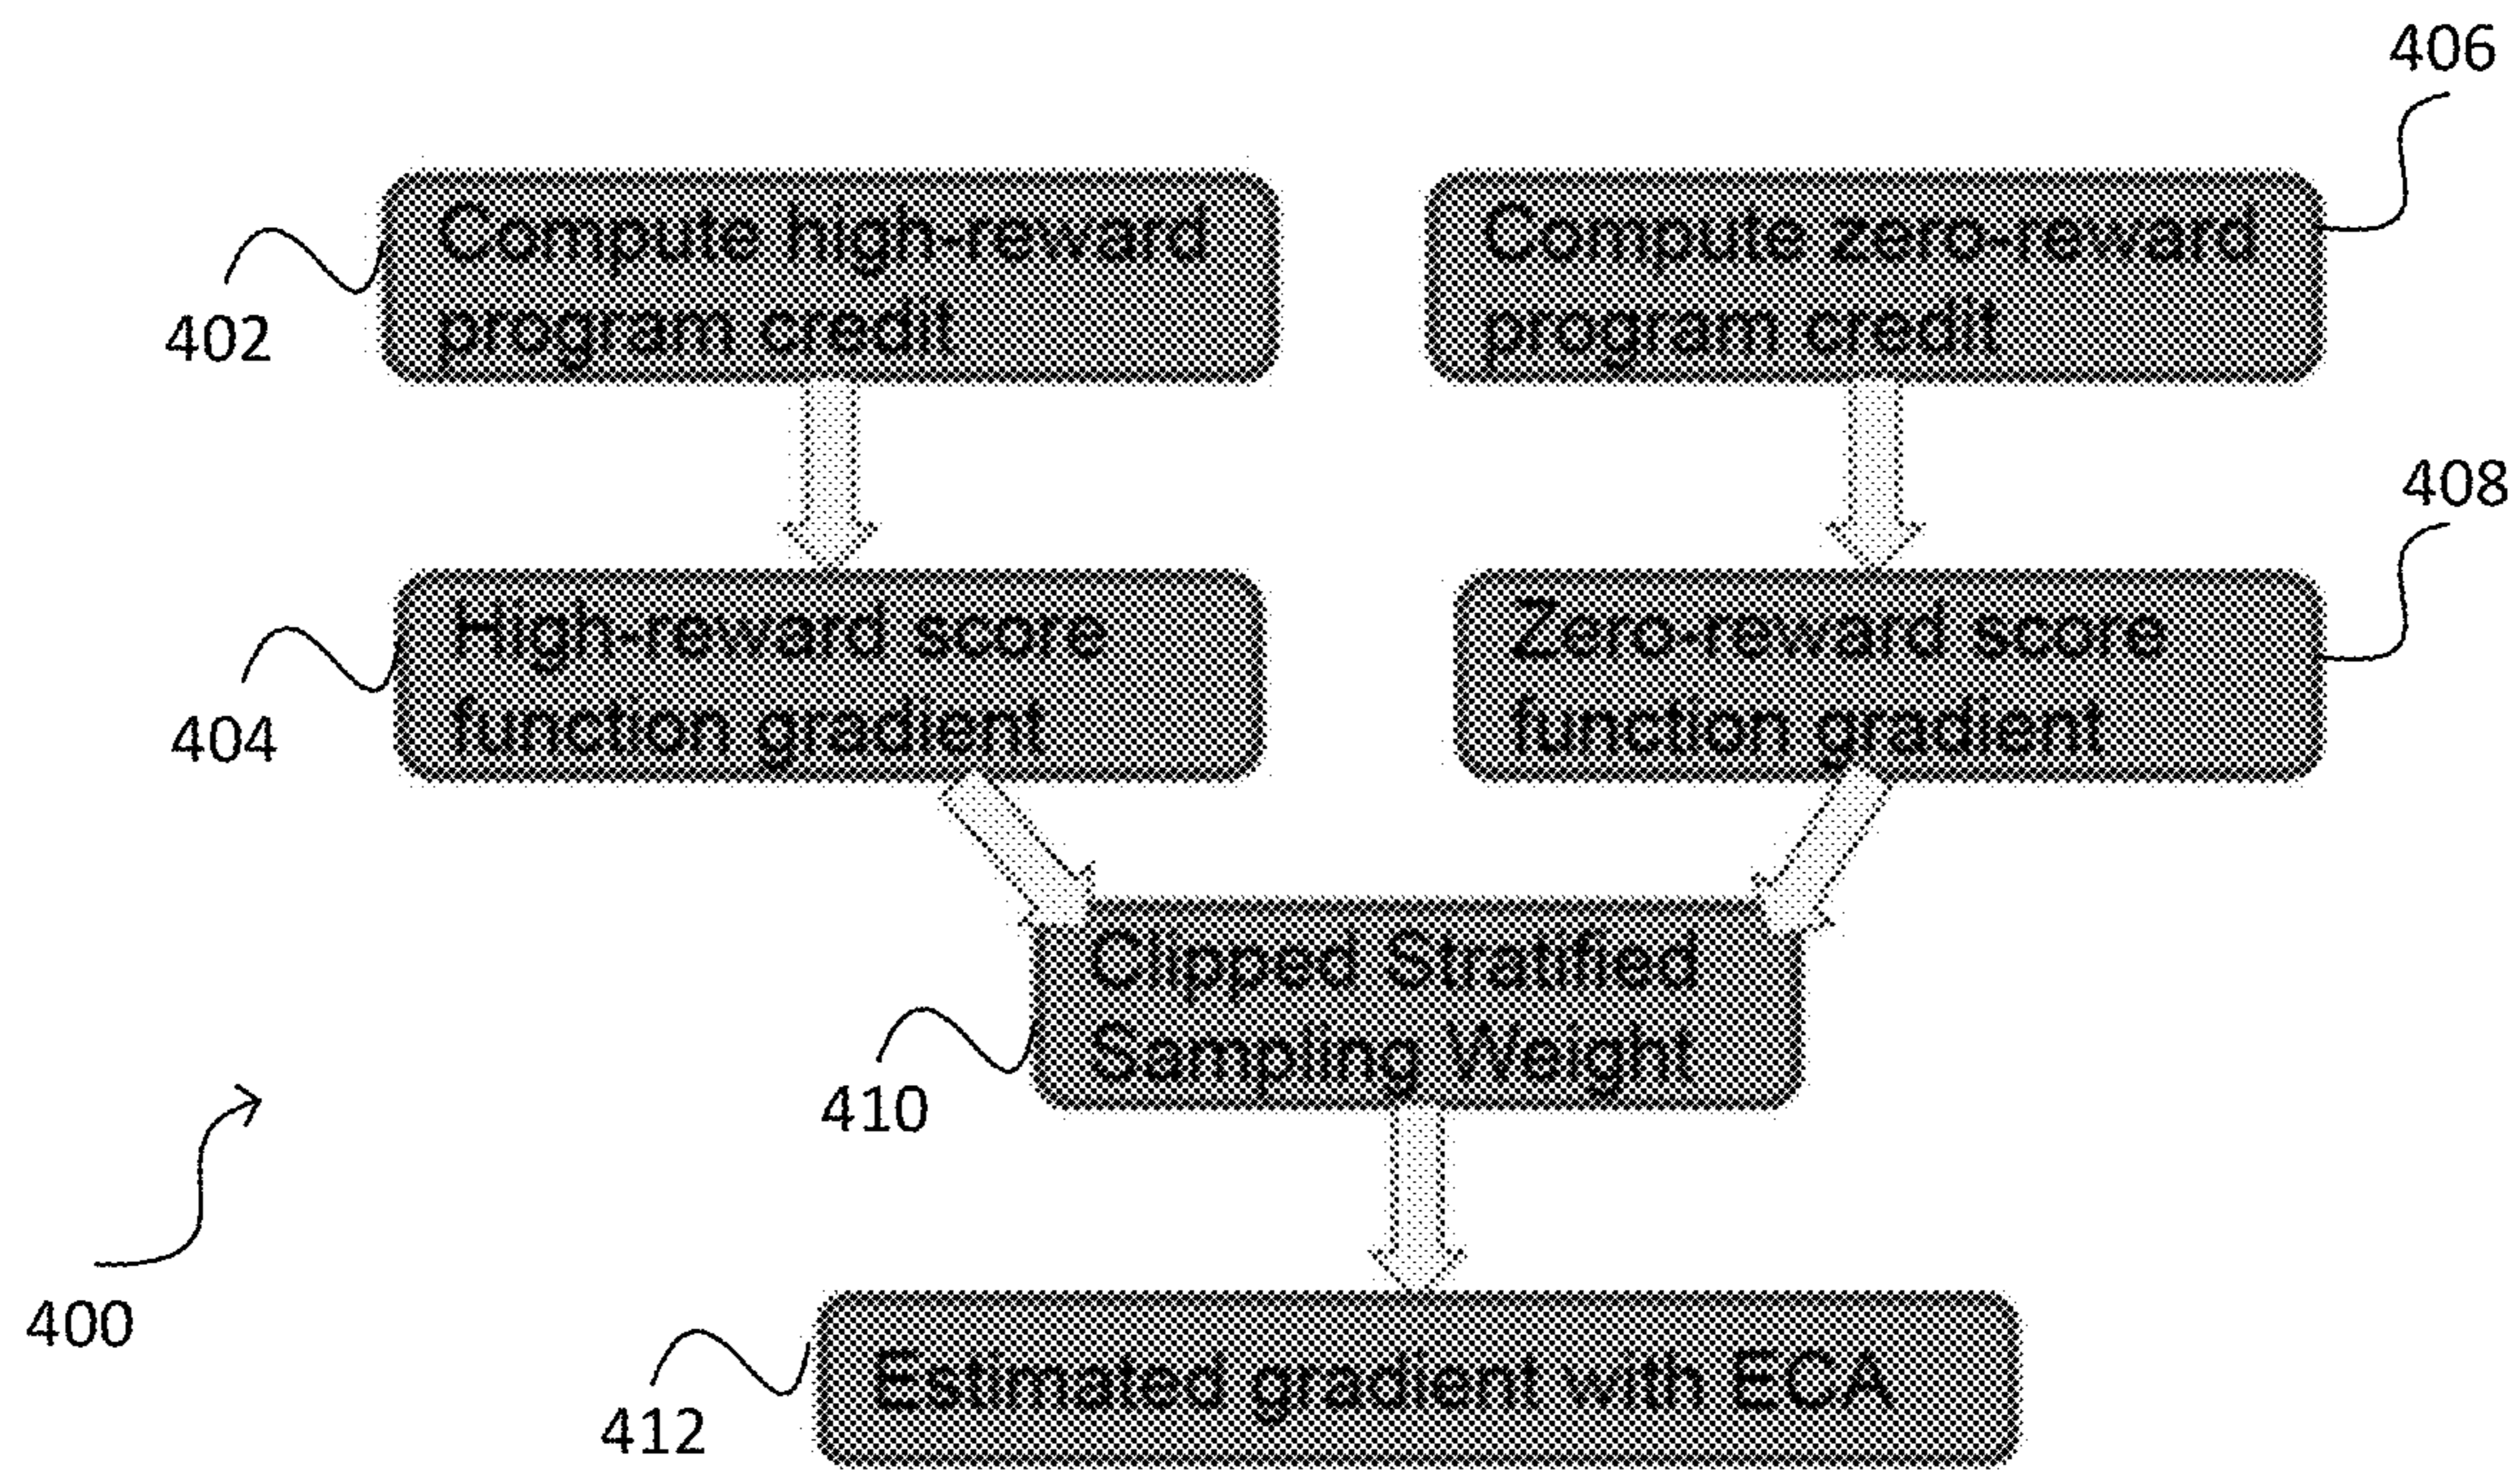 406
Compute high-reward
program credit
Compute zero-reward
program credit
402
408
High-reward score
function gradient
Zero-reward score
function gradient
404
Clipped Stratified
Sampling Weight
410
400
Estimated gradient with ECA
412